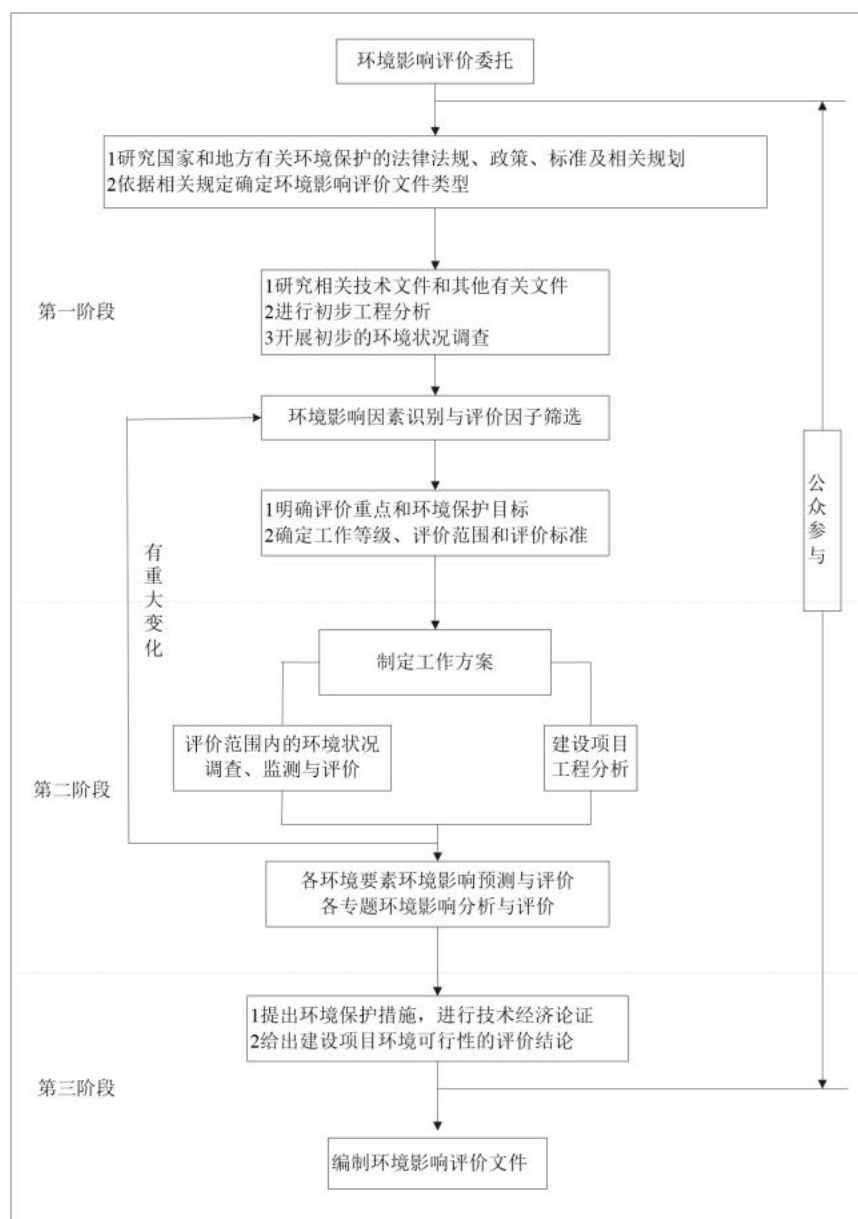 环境影响评价委托
1研究国家和地方有关环境保护的法律法规、政策、标准及相关规划
2依据相关规定确定环境影响评价文件类型
第一阶段
1研究相关技术文件和其他有关文件
2进行初步工程分析
3开展初步的环境状况调查
环境影响因素识别与评价因子筛选
1明确评价重点和环境保护目标
2确定工作等级、评价范围和评价标准
公众参与
有重大变化
制定工作方案
评价范围内的环境状况
调查、监测与评价
建设项目
工程分析
第二阶段
各环境要素环境影响预测与评价
各专题环境影响分析与评价
1提出环境保护措施，进行技术经济论证
2给出建设项目环境可行性的评价结论
第三阶段
编制环境影响评价文件